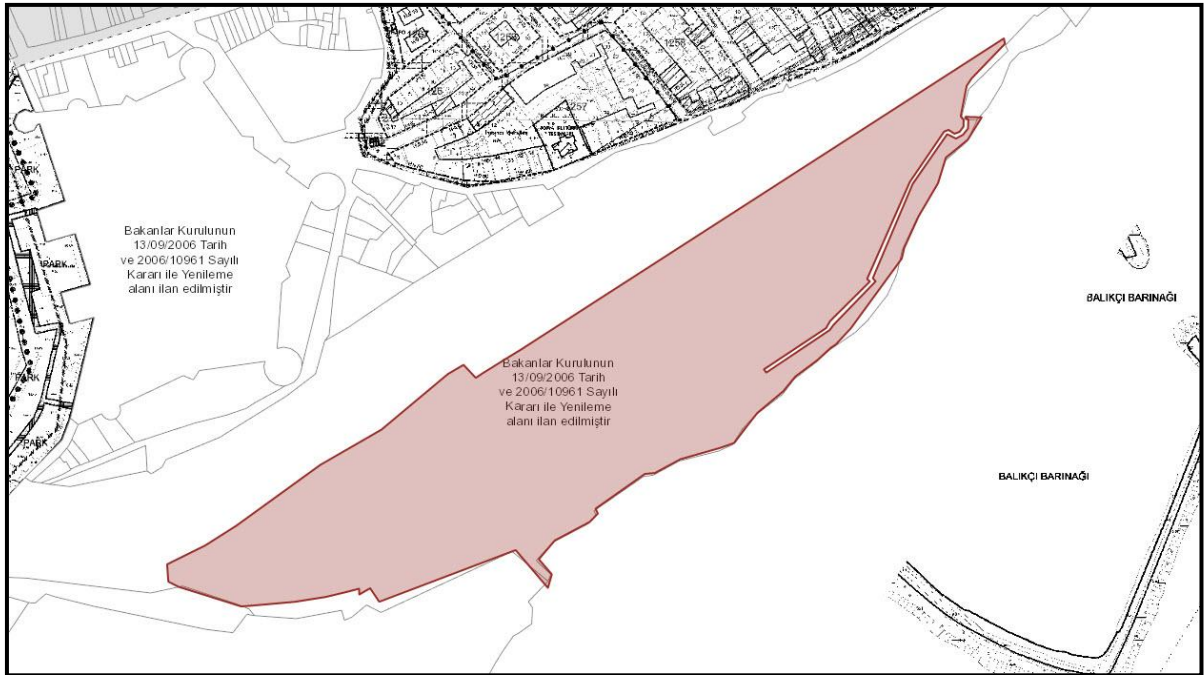 1257
1258
PARK
PARK
Bakanlar Kurulunun
13/09/2006 Tarih
ve 2006/10961 Sayılı
Kararı ile Yenileme
alanı ilan edilmiştir
BALIKÇI BARINAĞI
Bakanlar Kurulunun
13/09/2006 Tarih
ve 2006/10961 Sayılı
Kararı ile Yenileme
alanı ilan edilmiştir
PARK
PARK
BALIKÇI BARINAĞI